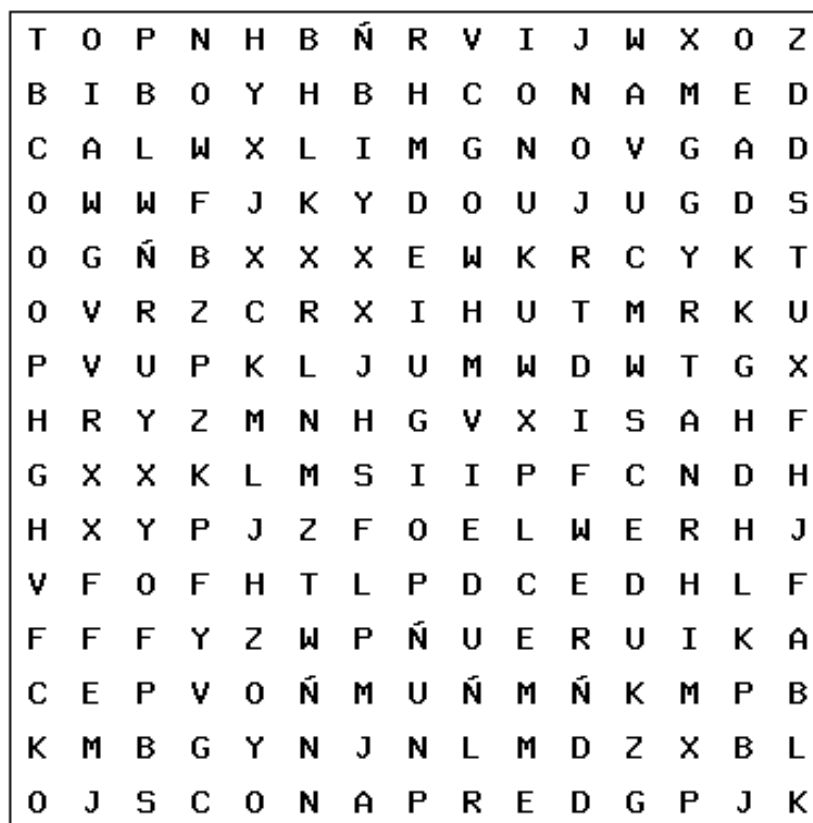 T O P N H B Ñ R V I J W X O Z
B I B O Y H B H C O N A M E D
C A L W X L I M G N O V G A D
O W W F J K Y D O U J U G D S
O G Ñ B X X X E W K R C Y K T
O V R Z C R X I H U T M R K U
P V U P K L J U M W D W T G X
H R Y Z M N H G V X I S A H F
G X X K L M S I I P F C N D H
H X Y P J Z F O E L W E R H J
V F O F H T L P D C E D H L F
F F F Y Z W P Ñ U E R U I K A
C E P V O Ñ M U Ñ M Ñ K M P B
K M B G Y N J N L M D Z X B L
O J S C O N A P R E D G P J K